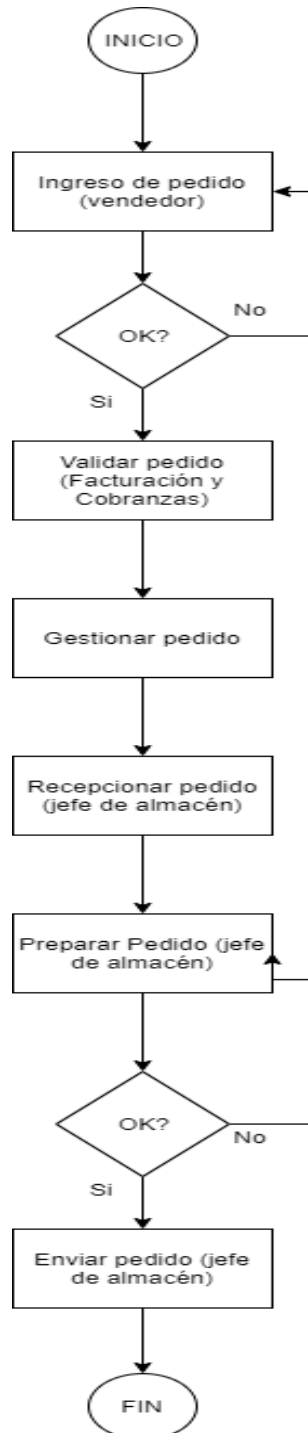 INICIO
Ingreso de pedido
(vendedor)
OK?
No
Si
Validar pedido
(Facturación y
Cobranzas)
Gestionar pedido
Recepcionar pedido
(jefe de almacén)
Preparar Pedido (jefe
de almacén)
OK?
No
Si
Enviar pedido (jefe
de almacén)
FIN